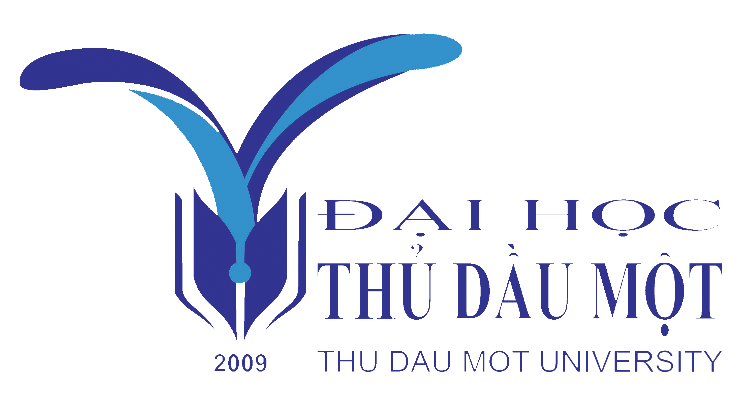 ĐẠI HỌC
THỦ DẦU MỘT
2009
THU DAU MOT UNIVERSITY